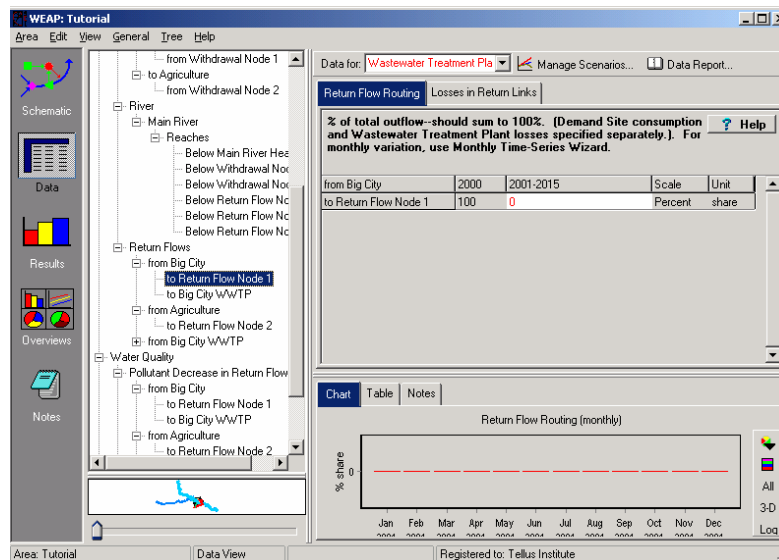 WEAP: Tutorial
Area Edit View General Tree Help
Schematic
Data
Results
Overviews
Notes
from Withdrawal Node 1
to Agriculture
from Withdrawal Node 2
River
Main River
Reaches
Below Main River Hea
Below Withdrawal Noc
Below Withdrawal Noc
Below Return Flow Nc
Below Return Flow Nc
Below Return Flow Nc
Return Flows
from Big City
to Return Flow Node 1
to Big City WWTP
from Agriculture
to Return Flow Node 2
from Big City WWTP
Water Quality
Pollutant Decrease in Return Flow
from Big City
to Return Flow Node 1
to Big City WWTP
from Agriculture
to Return Flow Node 2
Data for: Wastewater Treatment Pla Manage Scenarios... Data Report...
Return Flow Routing Losses in Return Links
% of total outflow--should sum to 100%. (Demand Site consumption
and Wastewater Treatment Plant losses specified separately.). For
monthly variation, use Monthly Time-Series Wizard.
? Help
from Big City 2000 2001-2015 Scale Unit
to Return Flow Node 1 100 0 Percent share
Chart Table Notes
Return Flow Routing (monthly)
% share
0
Jan Feb Mar Apr May Jun Jul Aug Sep Oct Nov Dec
All
3-D
Log
Area: Tutorial Data View Registered to: Tellus Institute